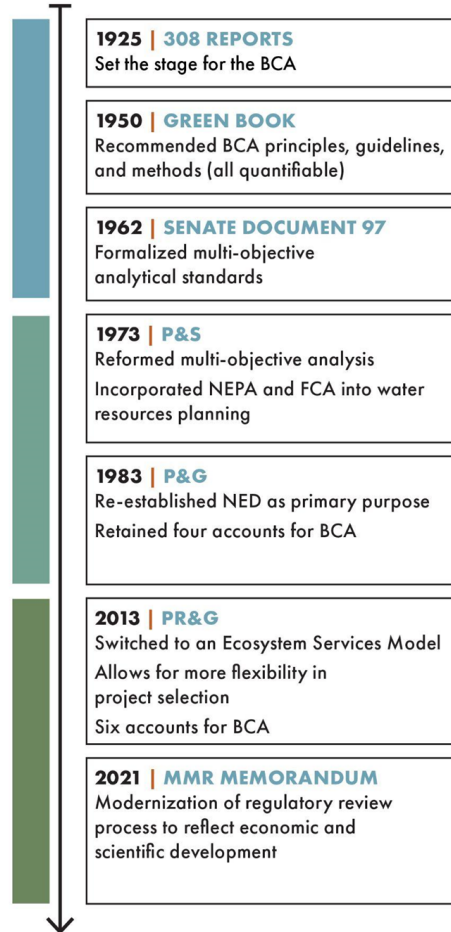 1925 | 308 REPORTS
Set the stage for the BCA
1950 | GREEN BOOK
Recommended BCA principles, guidelines,
and methods (all quantifiable)
1962 | SENATE DOCUMENT 97
Formalized multi-objective
analytical standards
1973 | P&S
Reformed multi-objective analysis
Incorporated NEPA and FCA into water
resources planning
1983 | P&G
Re-established NED as primary purpose
Retained four accounts for BCA
2013 | PR&G
Switched to an Ecosystem Services Model
Allows for more flexibility in
project selection
Six accounts for BCA
2021 | MMR MEMORANDUM
Modernization of regulatory review
process to reflect economic and
scientific development